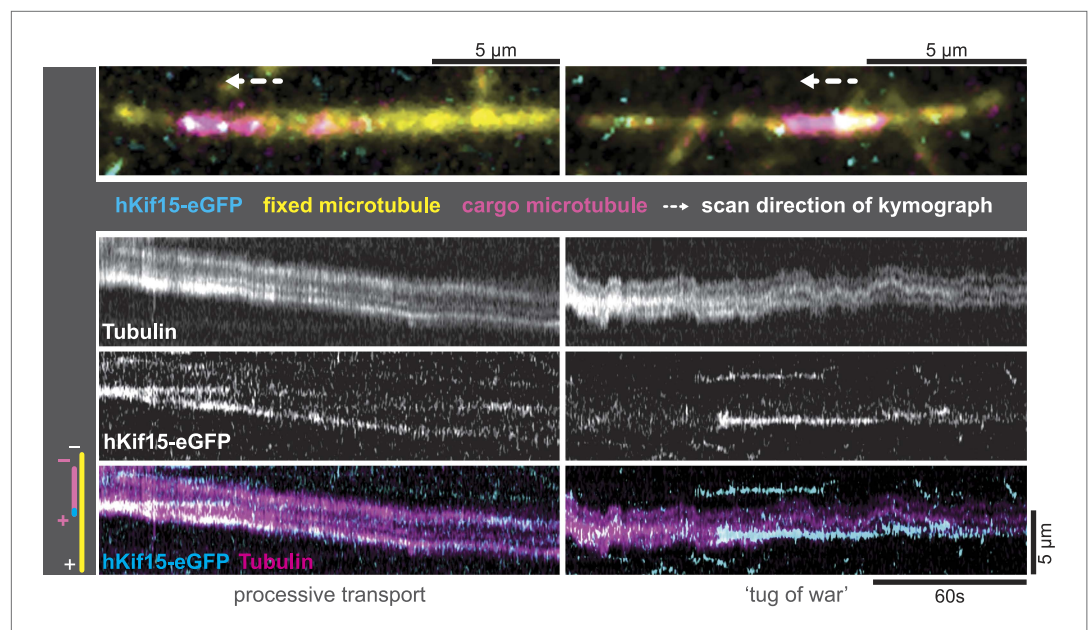 5 µm
5 µm
hKif15-eGFP fixed microtubule cargo microtubule scan direction of kymograph
Tubulin
hKif15-eGFP
–
–
+
+
hKif15-eGFP Tubulin
5 µm
processive transport
'tug of war'
60s